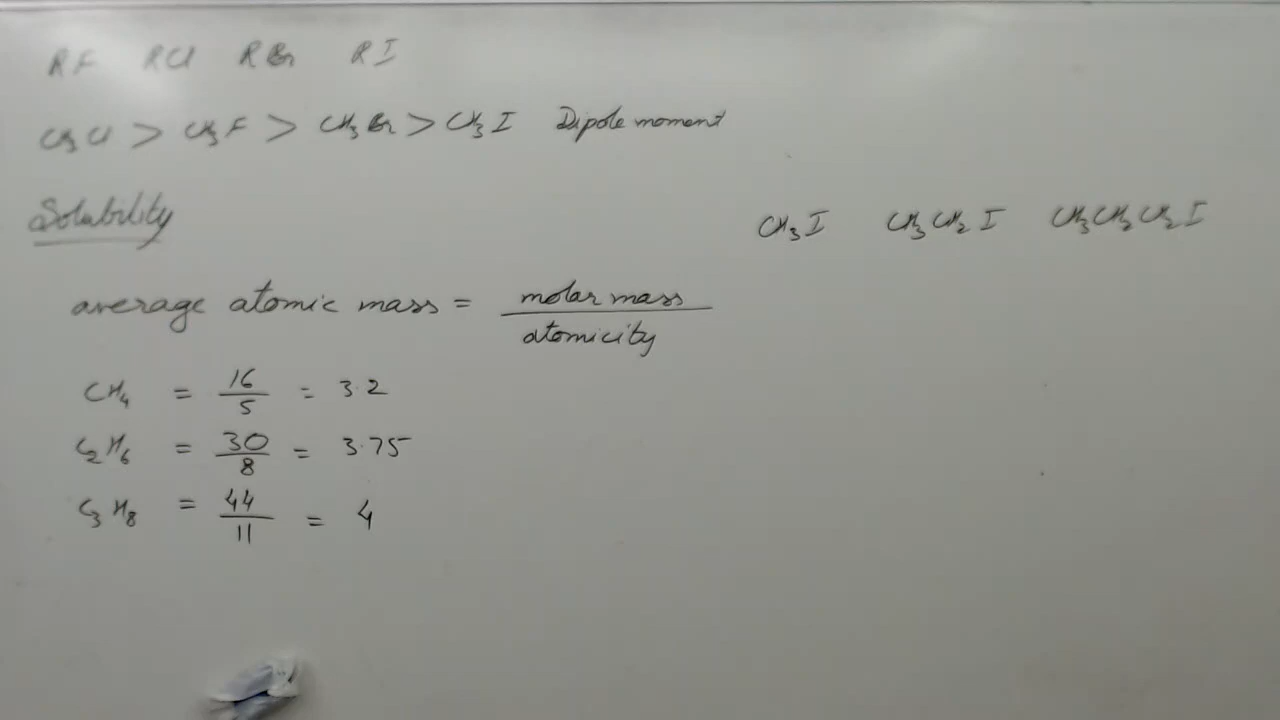 RF RCl RBr RI
CH₃Cl > CH₃F > CH₃Br > CH₃I Dipole moment
Solubility
CH₃I CH₃CH₂I CH₃CH₂CH₂I
average atomic mass = molar mass / atomicity
CH₄ = 16/5 = 3.2
C₂H₆ = 30/8 = 3.75
C₃H₈ = 44/11 = 4